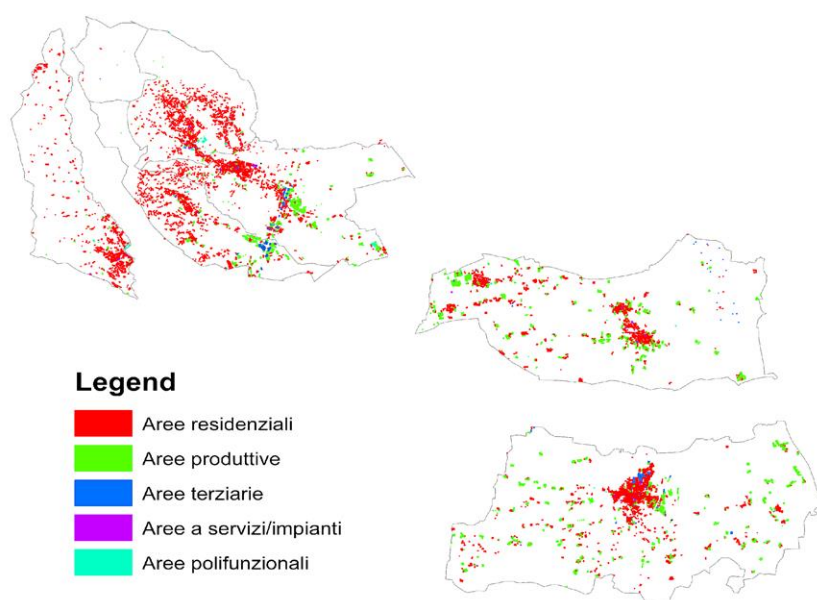 Legend
Aree residenziali
Aree produttive
Aree terziarie
Aree a servizi/impianti
Aree polifunzionali